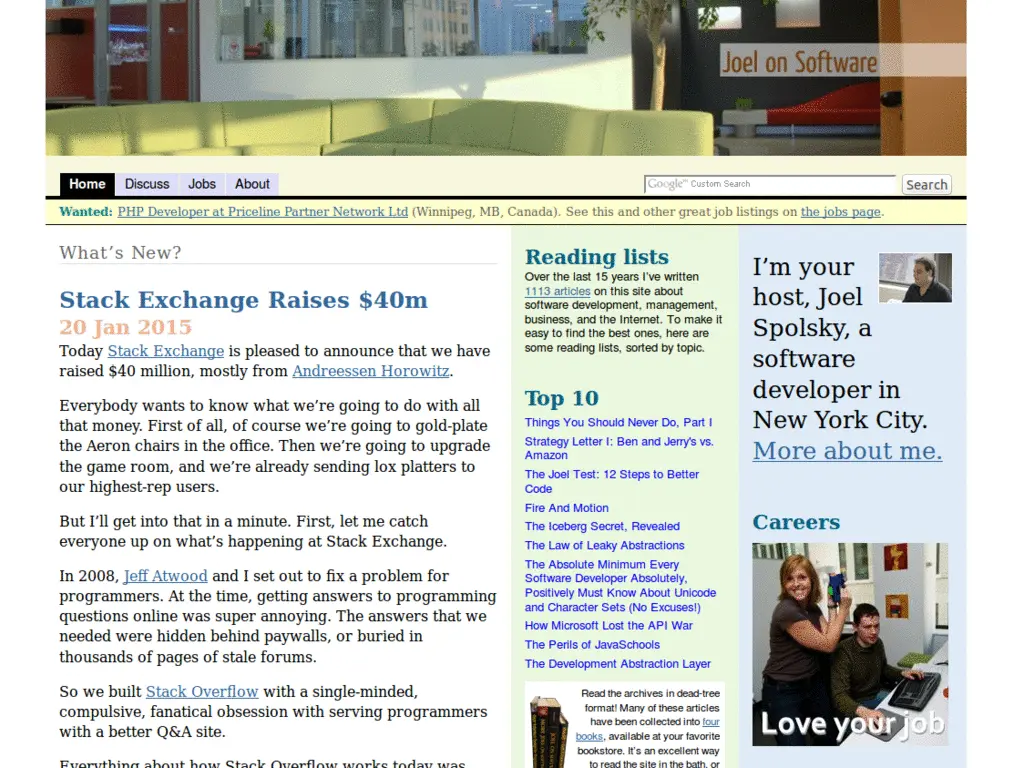 Joel on Software
Home Discuss Jobs About
Google™ Custom Search
Search
Wanted: PHP Developer at Priceline Partner Network Ltd (Winnipeg, MB, Canada). See this and other great job listings on the jobs page.
What's New?
Stack Exchange Raises $40m
20 Jan 2015
Today Stack Exchange is pleased to announce that we have
raised $40 million, mostly from Andreessen Horowitz.
Everybody wants to know what we're going to do with all
that money. First of all, of course we're going to gold-plate
the Aeron chairs in the office. Then we're going to upgrade
the game room, and we're already sending lox platters to
our highest-rep users.
But I'll get into that in a minute. First, let me catch
everyone up on what's happening at Stack Exchange.
In 2008, Jeff Atwood and I set out to fix a problem for
programmers. At the time, getting answers to programming
questions online was super annoying. The answers that we
needed were hidden behind paywalls, or buried in
thousands of pages of stale forums.
So we built Stack Overflow with a single-minded,
compulsive, fanatical obsession with serving programmers
with a better Q&A site.
Everything about how Stack Overflow works today was
Reading lists
Over the last 15 years I've written
1113 articles on this site about
software development, management,
business, and the Internet. To make it
easy to find the best ones, here are
some reading lists, sorted by topic.
Top 10
Things You Should Never Do, Part I
Strategy Letter I: Ben and Jerry's vs.
Amazon
The Joel Test: 12 Steps to Better
Code
Fire And Motion
The Iceberg Secret, Revealed
The Law of Leaky Abstractions
The Absolute Minimum Every
Software Developer Absolutely,
Positively Must Know About Unicode
and Character Sets (No Excuses!)
How Microsoft Lost the API War
The Perils of JavaSchools
The Development Abstraction Layer
Read the archives in dead-tree
format! Many of these articles
have been collected into four
books, available at your favorite
bookstore. It's an excellent way
to read the site in the bath, or
I'm your
host, Joel
Spolsky, a
software
developer in
New York City.
More about me.
Careers
Love your job